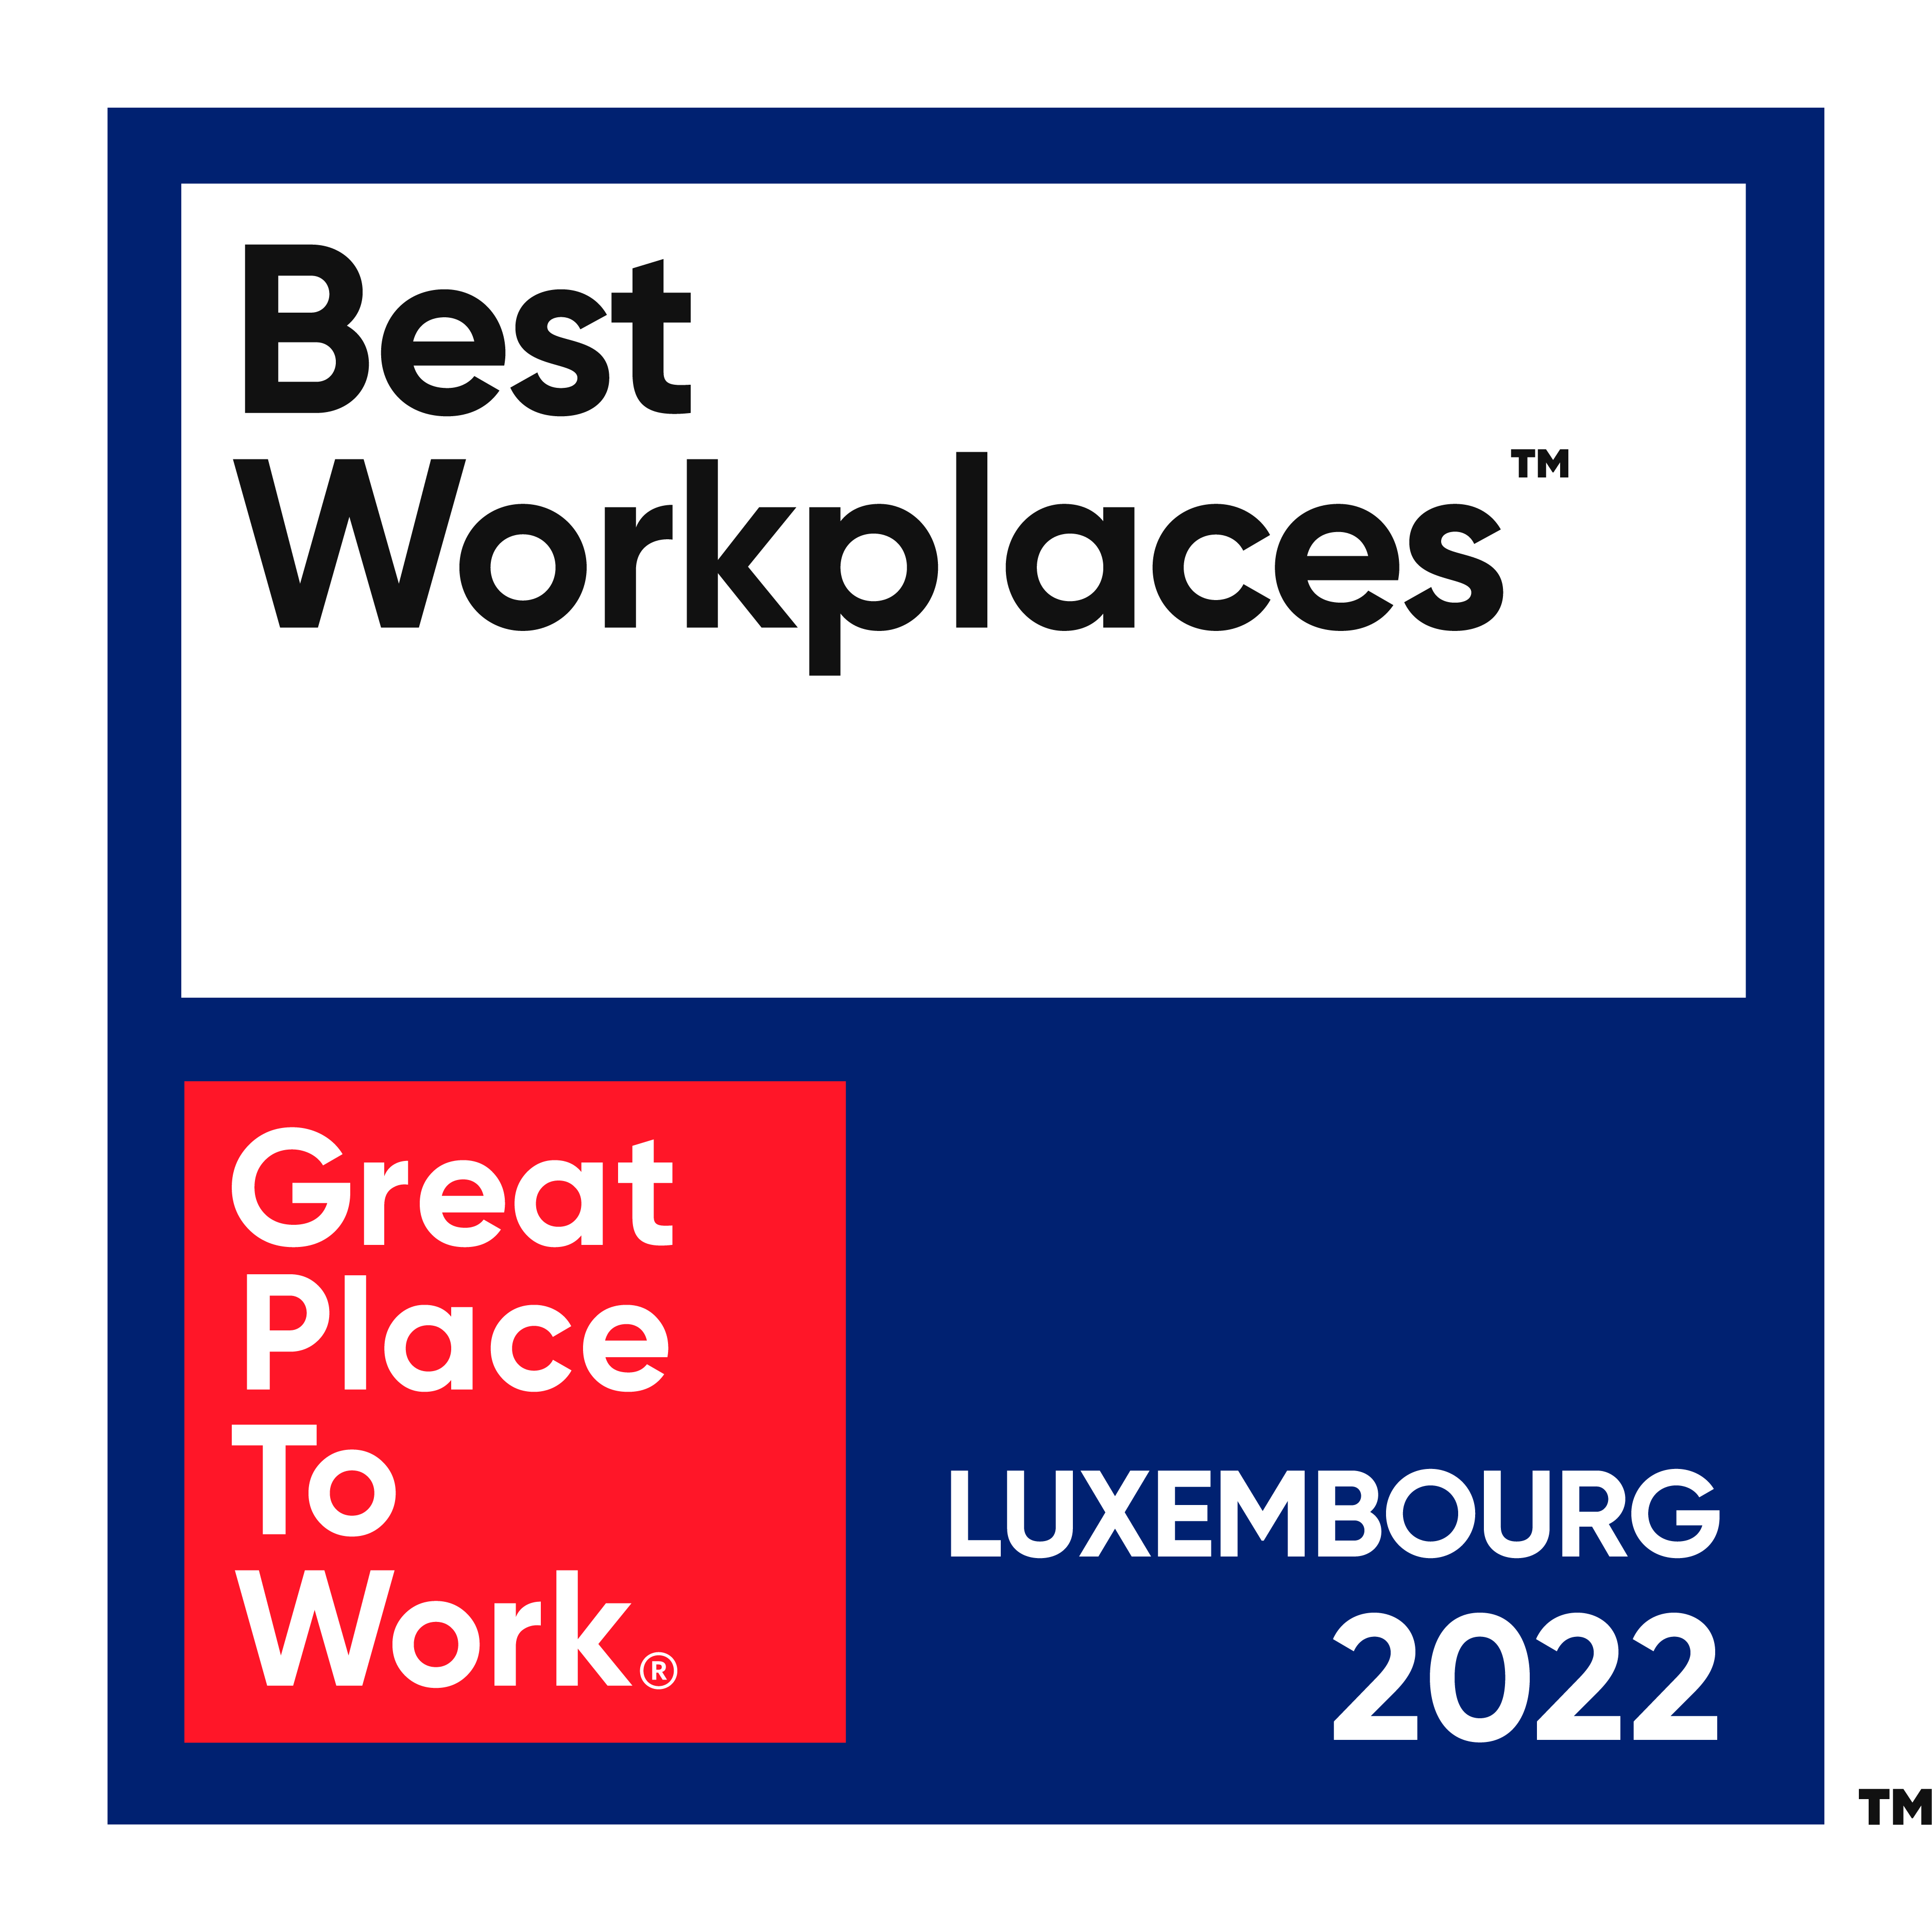 Best
Workplaces™
Great
Place
To
Work®
LUXEMBOURG
2022
™